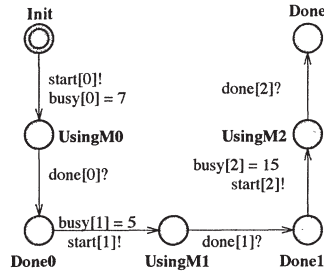 Init
Done
start[0]!
busy[0] = 7
done[2]?
UsingM0
UsingM2
done[0]?
busy[2] = 15
start[2]!
busy[1] = 5
start[1]!
done[1]?
Done0
UsingM1
Done1